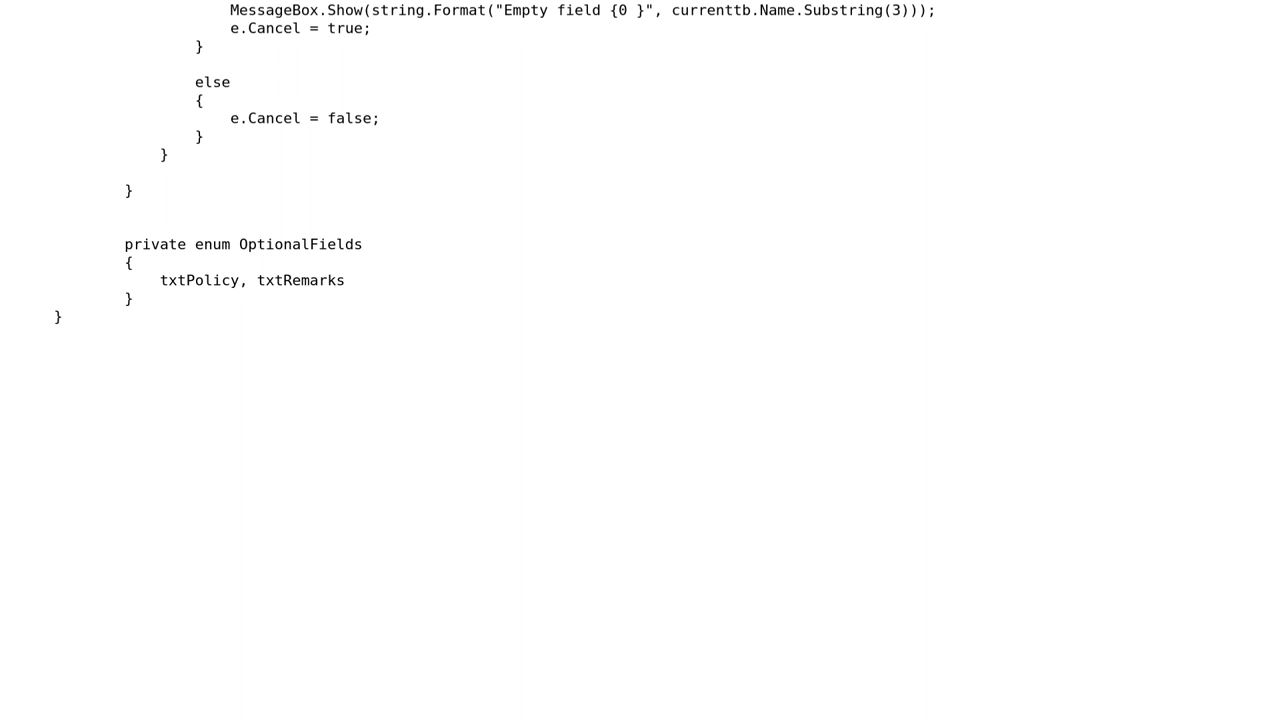 MessageBox.Show(string.Format("Empty field {0 }", currenttb.Name.Substring(3)));
e.Cancel = true;
}
else
{
e.Cancel = false;
}
}
}
private enum OptionalFields
{
txtPolicy, txtRemarks
}
}